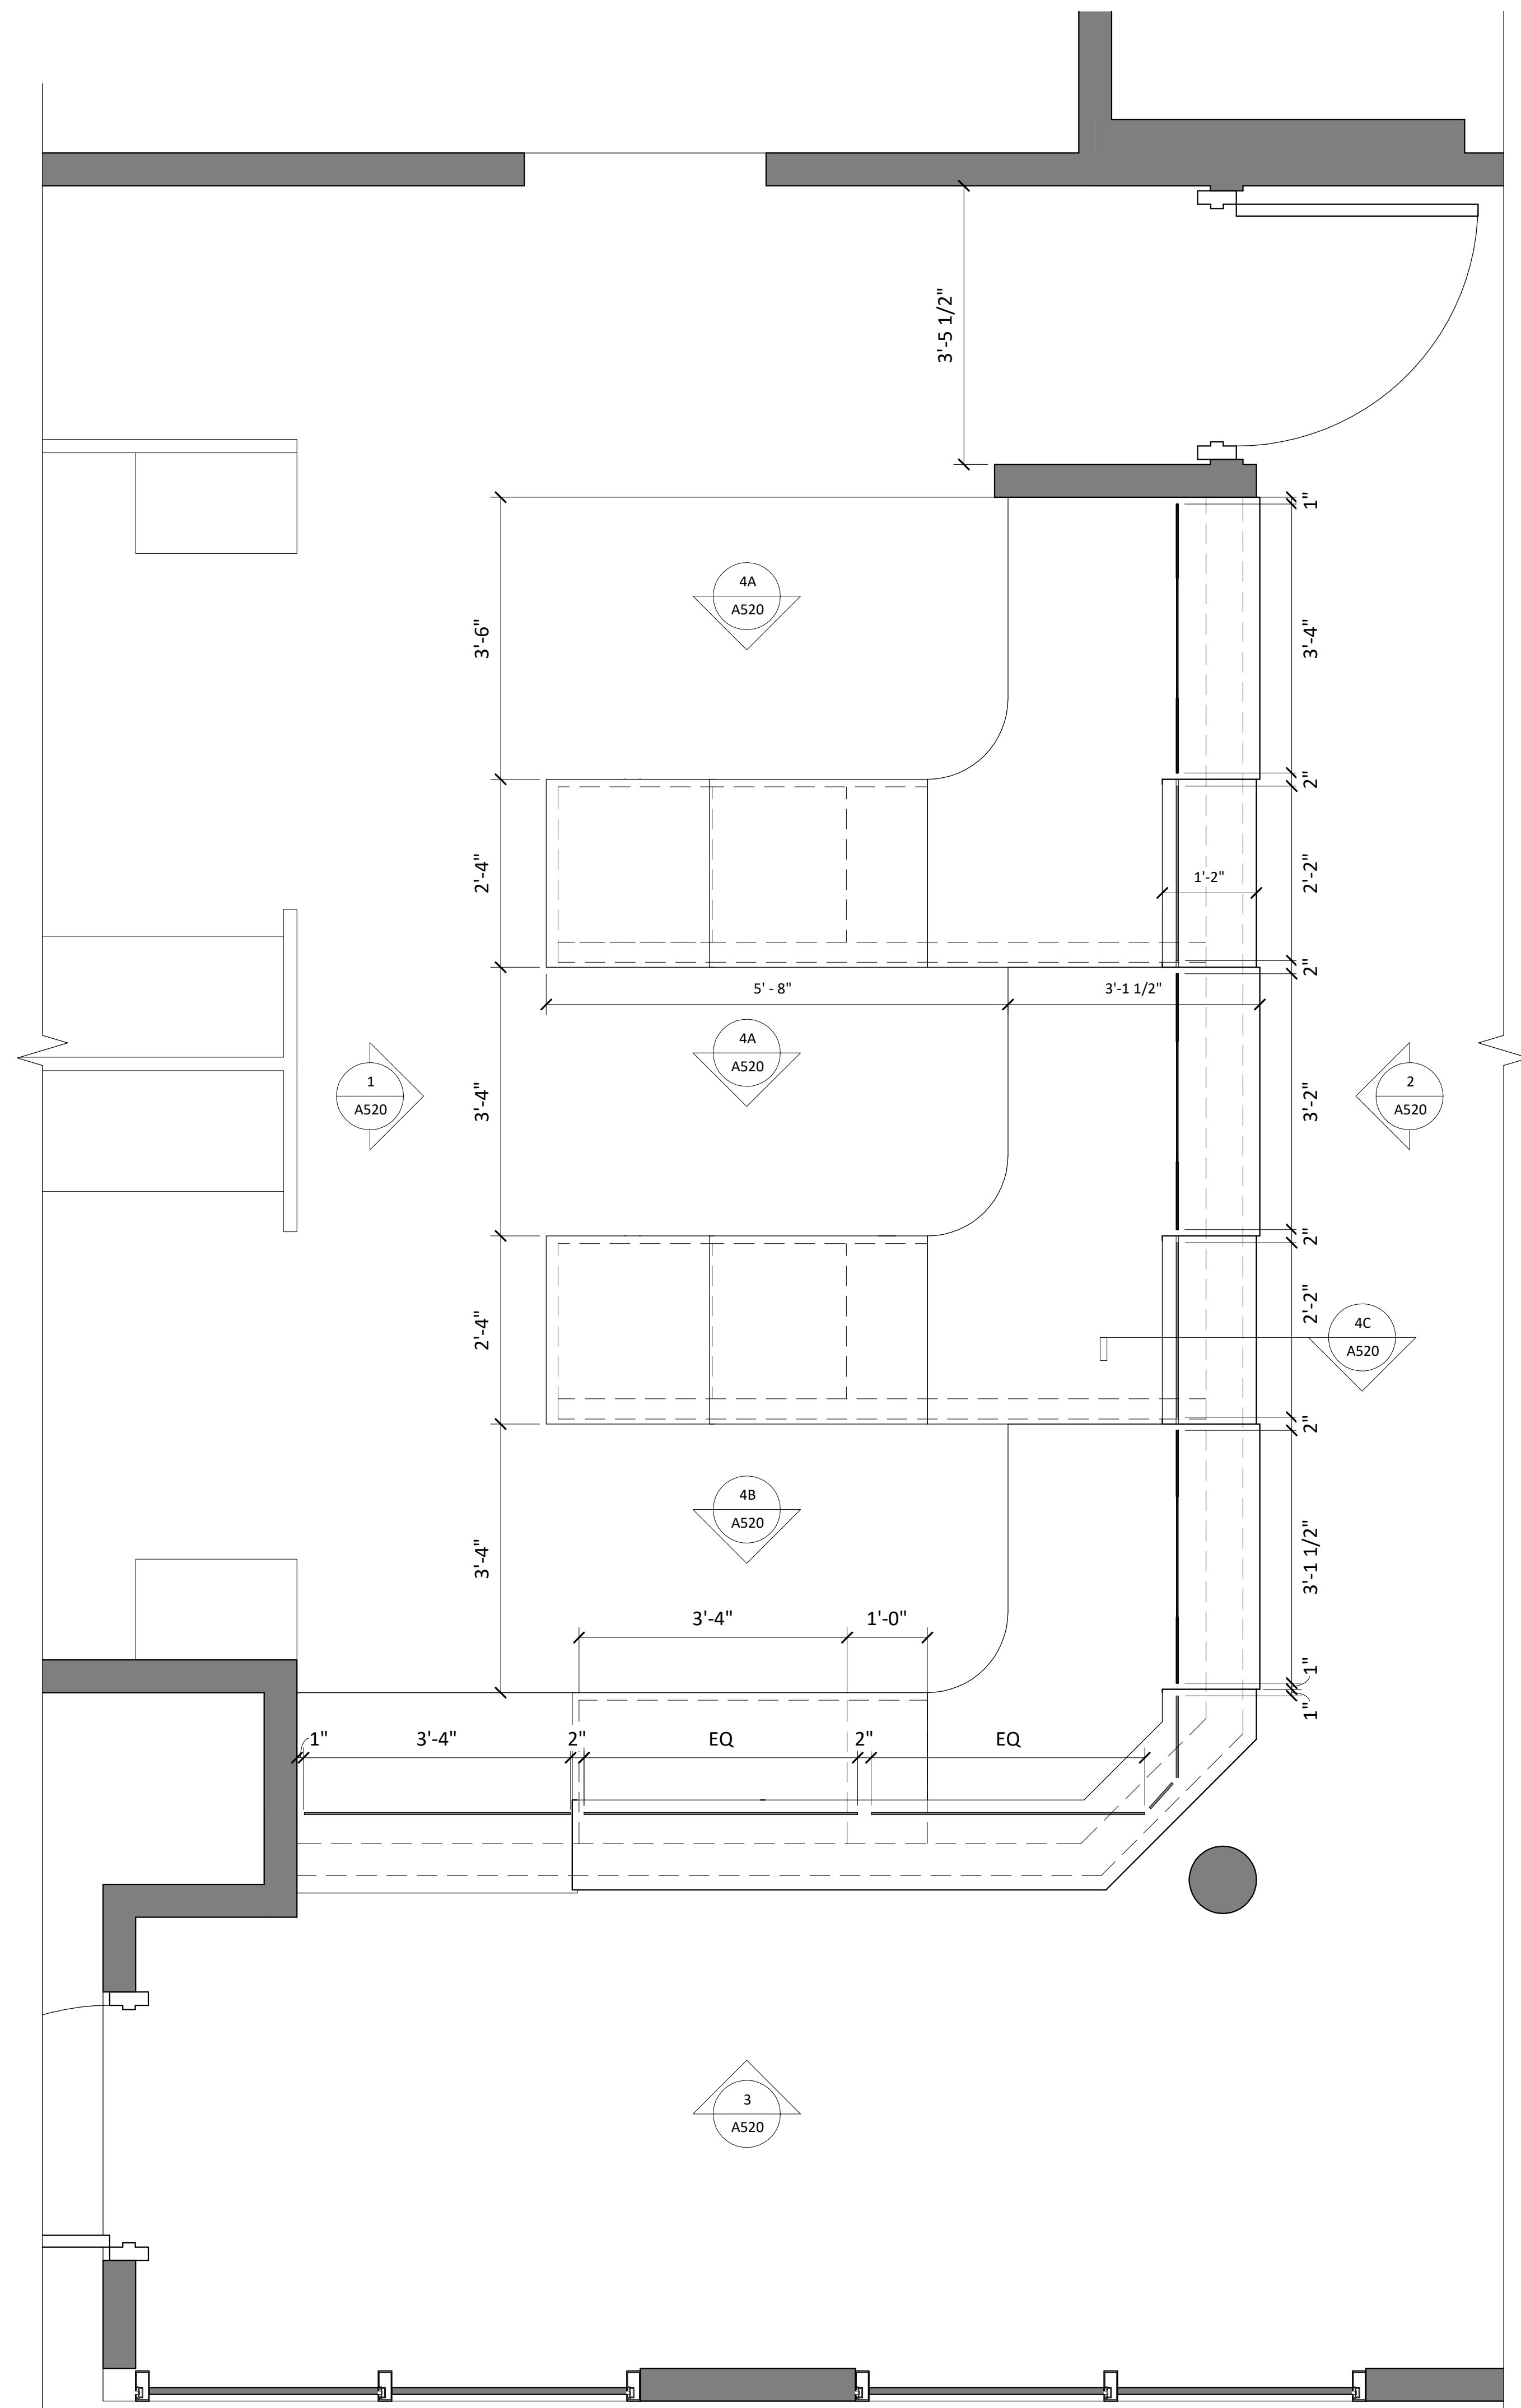 3'-5 1/2"
1"
4A
A520
3'-6"
3'-4"
2"
2'-4"
1'-2"
2'-2"
2"
5' - 8"
3'-1 1/2"
4A
A520
1
A520
3'-4"
3'-2"
2
A520
2"
2'-4"
2'-2"
4C
A520
2"
4B
A520
3'-4"
3'-1 1/2"
3'-4"
1'-0"
1"
1"
1"
3'-4"
2"
EQ
2"
EQ
3
A520